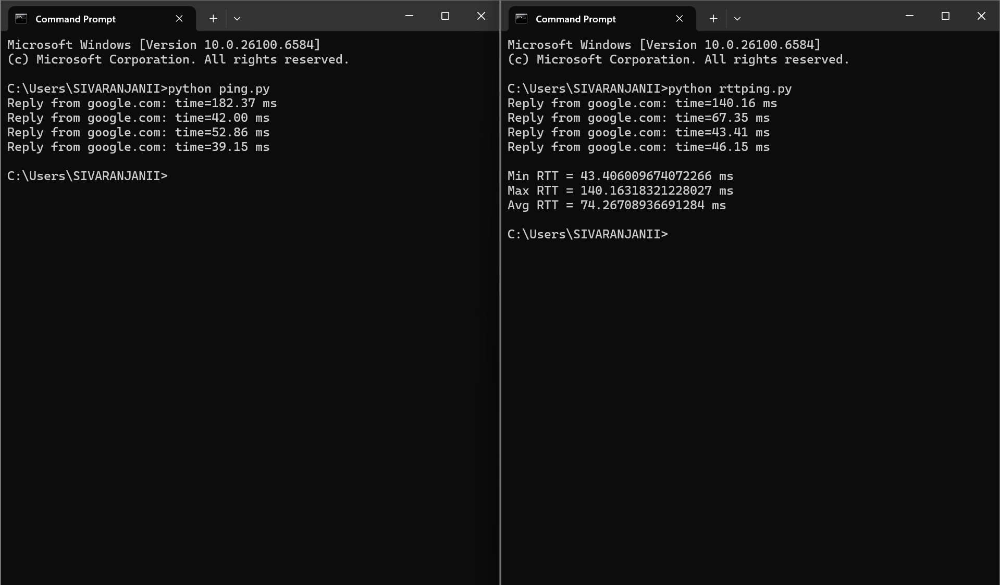 Command Prompt
Microsoft Windows [Version 10.0.26100.6584]
(c) Microsoft Corporation. All rights reserved.
C:\Users\SIVARANJANII>python ping.py
Reply from google.com: time=182.37 ms
Reply from google.com: time=42.00 ms
Reply from google.com: time=52.86 ms
Reply from google.com: time=39.15 ms
C:\Users\SIVARANJANII>
Command Prompt
Microsoft Windows [Version 10.0.26100.6584]
(c) Microsoft Corporation. All rights reserved.
C:\Users\SIVARANJANII>python rttping.py
Reply from google.com: time=140.16 ms
Reply from google.com: time=67.35 ms
Reply from google.com: time=43.41 ms
Reply from google.com: time=46.15 ms
Min RTT = 43.406009674072266 ms
Max RTT = 140.16318321228027 ms
Avg RTT = 74.26708936691284 ms
C:\Users\SIVARANJANII>